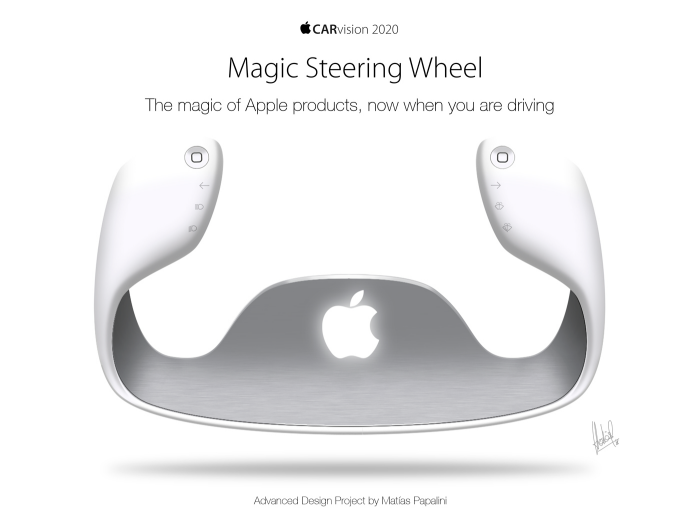 CARvision 2020
Magic Steering Wheel
The magic of Apple products, now when you are driving
Advanced Design Project by Matías Papalini